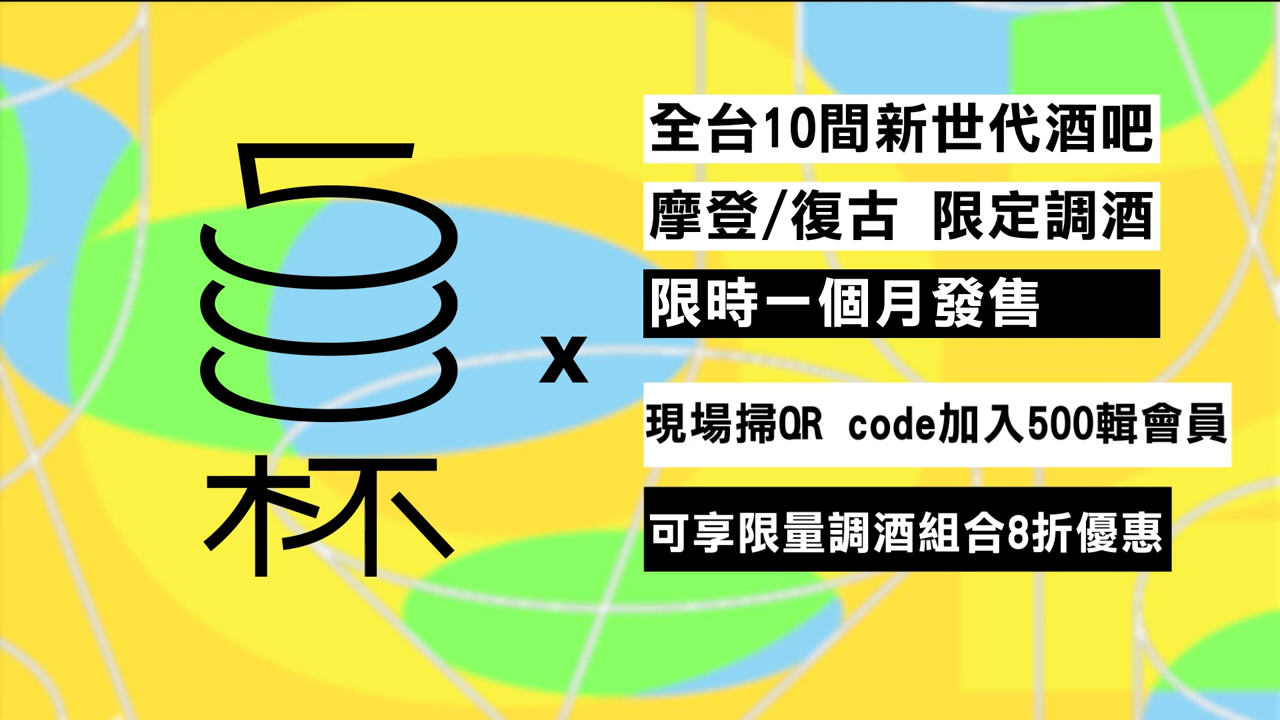 500
杯
x
全台10間新世代酒吧
摩登/復古 限定調酒
限時一個月發售
現場掃QR code加入500輯會員
可享限量調酒組合8折優惠